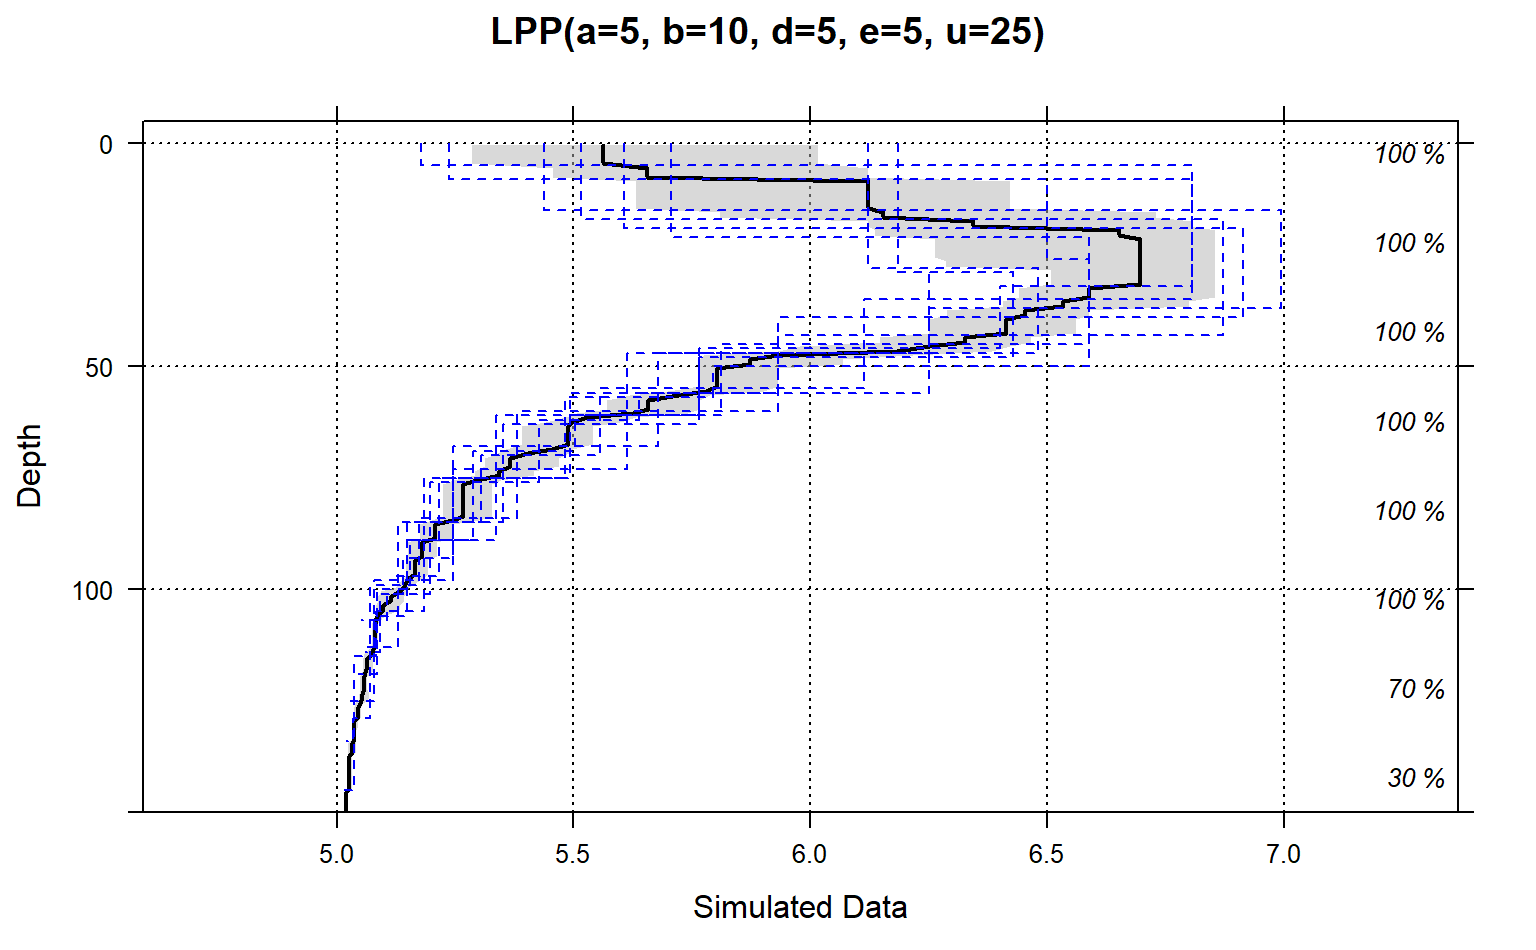 LPP(a=5, b=10, d=5, e=5, u=25)
0
50
100
Depth
100 %
100 %
100 %
100 %
100 %
100 %
70 %
30 %
5.0 5.5 6.0 6.5 7.0
Simulated Data